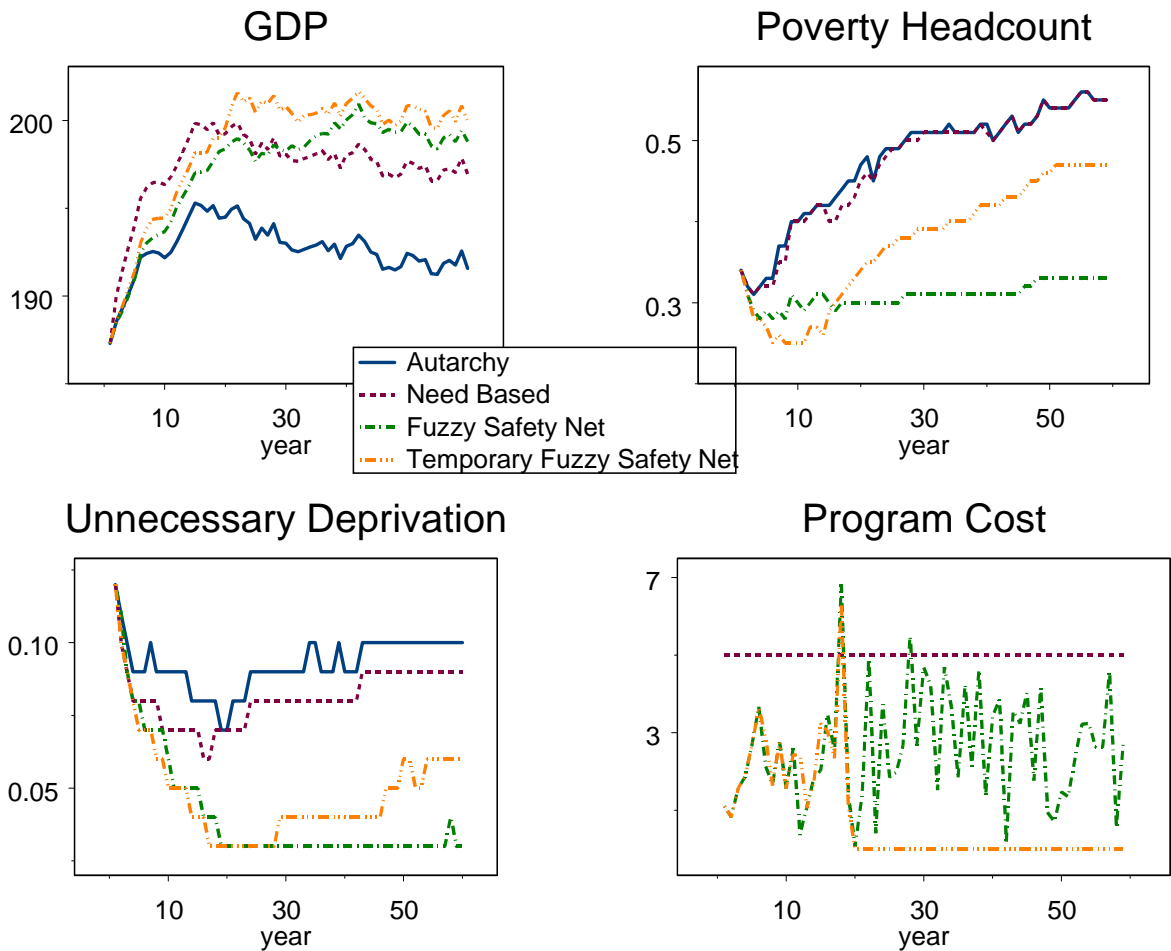 GDP
Poverty Headcount
200
190
0.5
0.3
10
30
year
10
30
50
year
Autarchy
Need Based
Fuzzy Safety Net
Temporary Fuzzy Safety Net
Unnecessary Deprivation
Program Cost
0.10
0.05
7
3
10
30
50
year
10
30
50
year